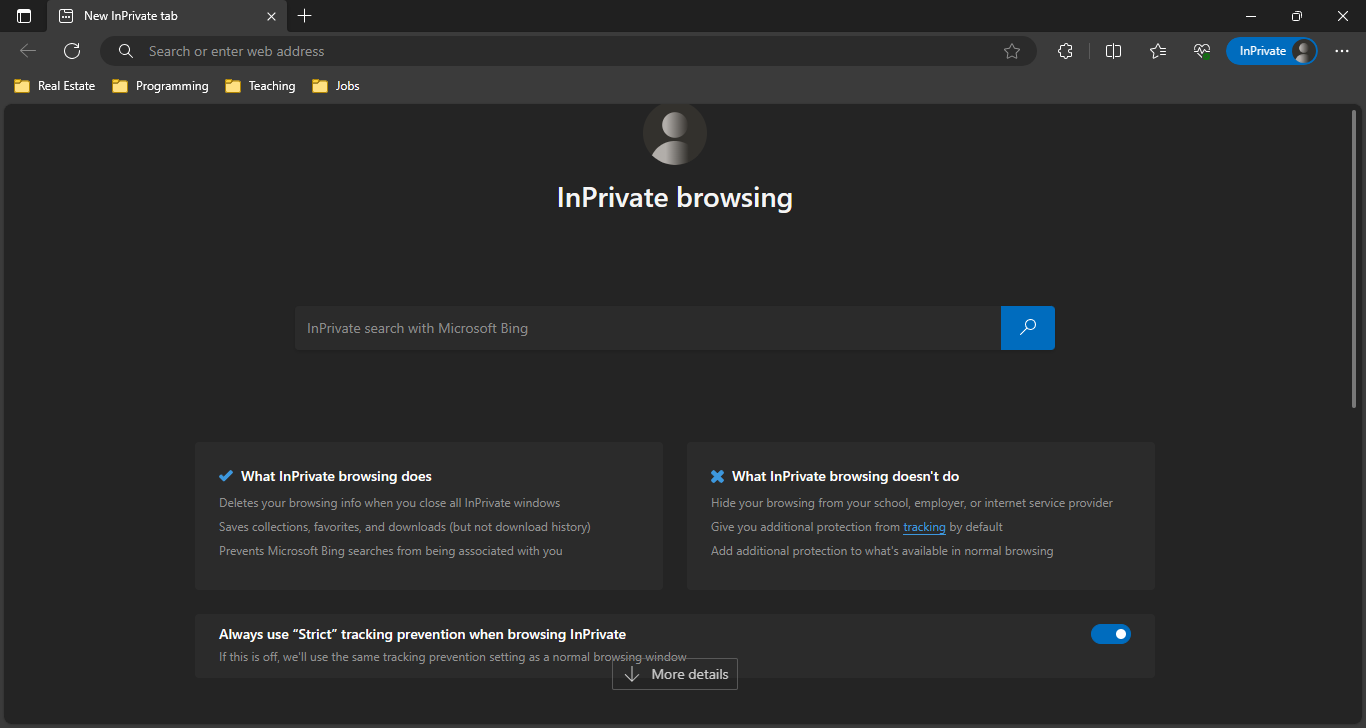 New InPrivate tab
Search or enter web address
InPrivate
Real Estate
Programming
Teaching
Jobs
InPrivate browsing
InPrivate search with Microsoft Bing
What InPrivate browsing does
Deletes your browsing info when you close all InPrivate windows
Saves collections, favorites, and downloads (but not download history)
Prevents Microsoft Bing searches from being associated with you
What InPrivate browsing doesn't do
Hide your browsing from your school, employer, or internet service provider
Give you additional protection from tracking by default
Add additional protection to what's available in normal browsing
Always use “Strict” tracking prevention when browsing InPrivate
If this is off, we'll use the same tracking prevention setting as a normal browsing window
More details